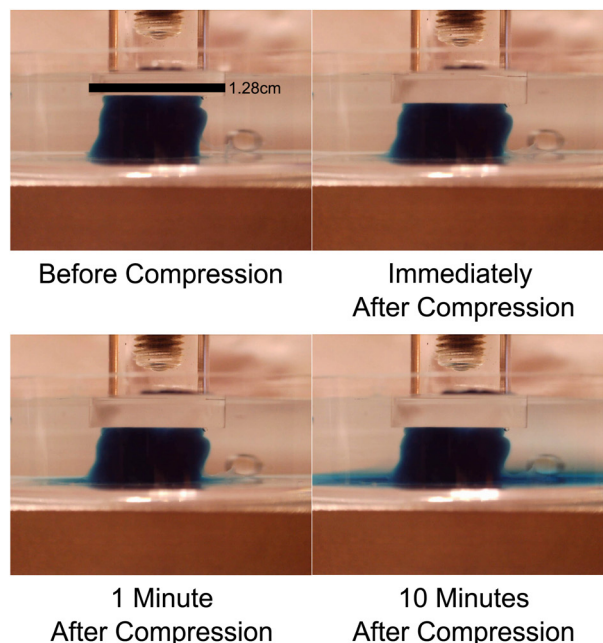 1.28cm
Before Compression
Immediately
After Compression
1 Minute
After Compression
10 Minutes
After Compression